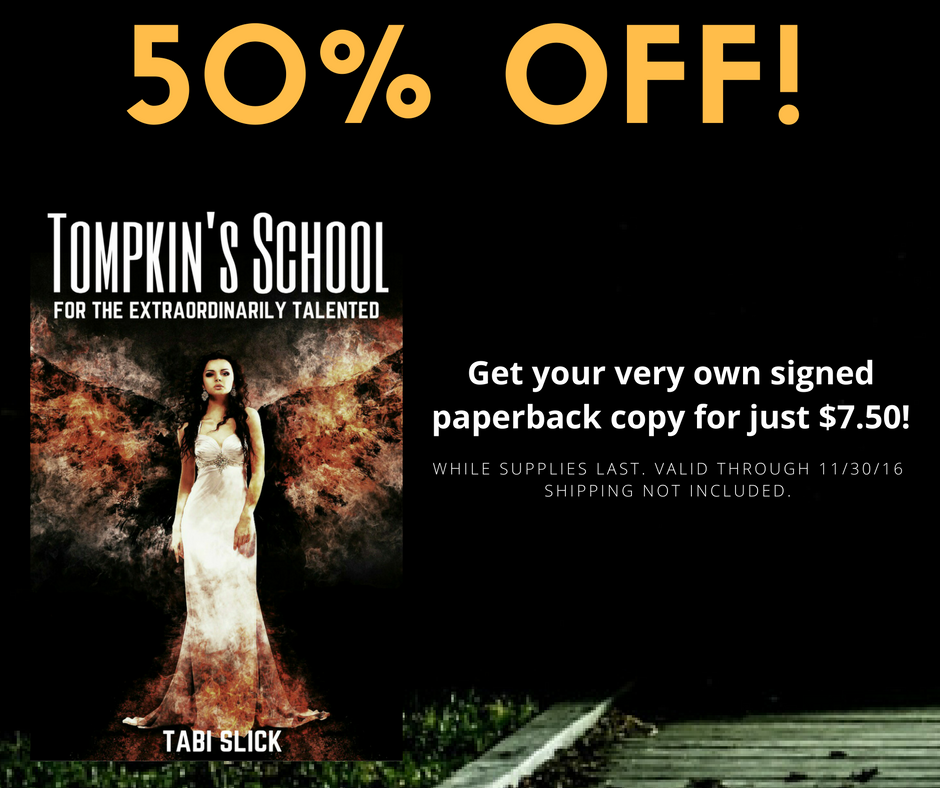 50% OFF!
TOMPKIN'S SCHOOL
FOR THE EXTRAORDINARILY TALENTED
Get your very own signed
paperback copy for just $7.50!
WHILE SUPPLIES LAST. VALID THROUGH 11/30/16
SHIPPING NOT INCLUDED.
TABI SLICK